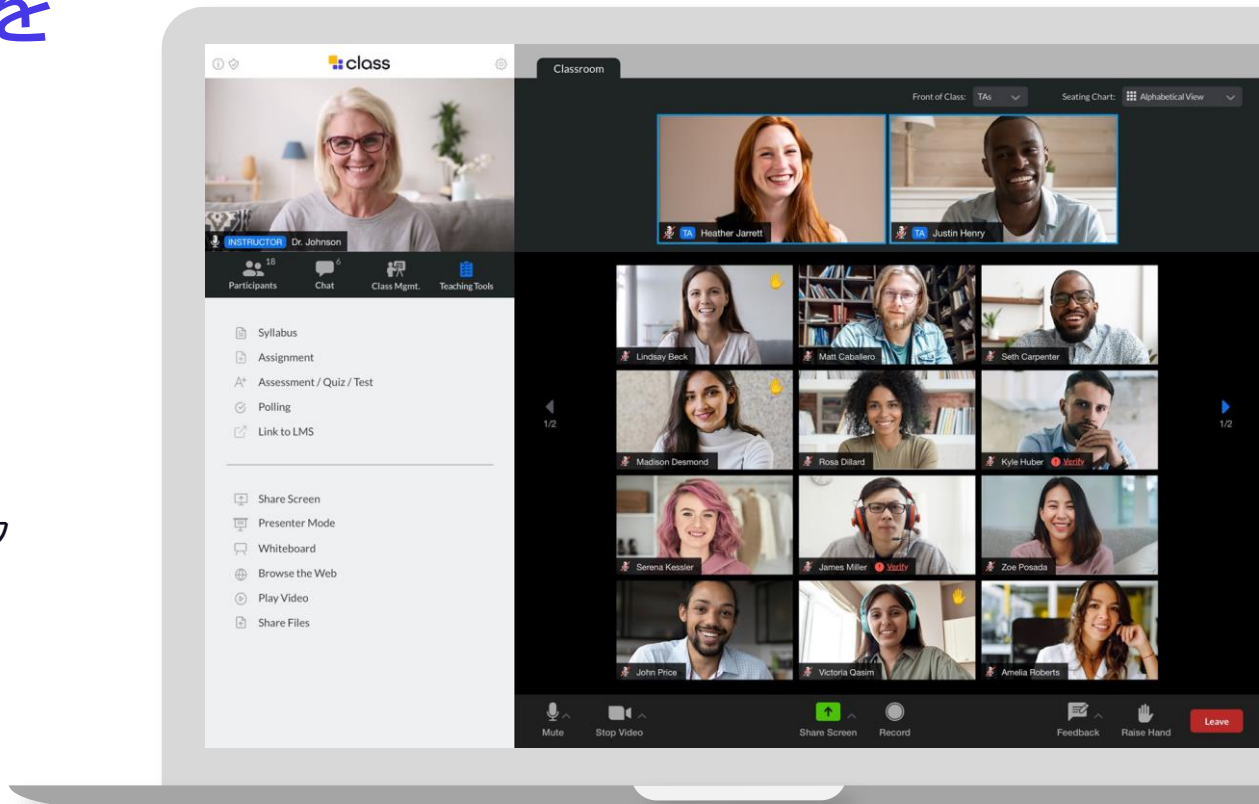 class
INSTRUCTOR Dr. Johnson
18
6
Participants Chat Class Mgmt. Teaching Tools
Syllabus
Assignment
A+ Assessment / Quiz / Test
Polling
Link to LMS
Share Screen
Presenter Mode
Whiteboard
Browse the Web
Play Video
Share Files
Classroom
Front of Class: TAs Seating Chart: Alphabetical View
TA Heather Jarrett TA Justin Henry
Lindsay Beck Matt Caballero Seth Carpenter
1/2 1/2
Madison Desmond Rosa Dillard Kyle Huber Verify
Serena Kessler James Miller Verify Zoe Posada
John Price Victoria Qasim Amelia Roberts
Mute Stop Video Share Screen Record Feedback Raise Hand Leave